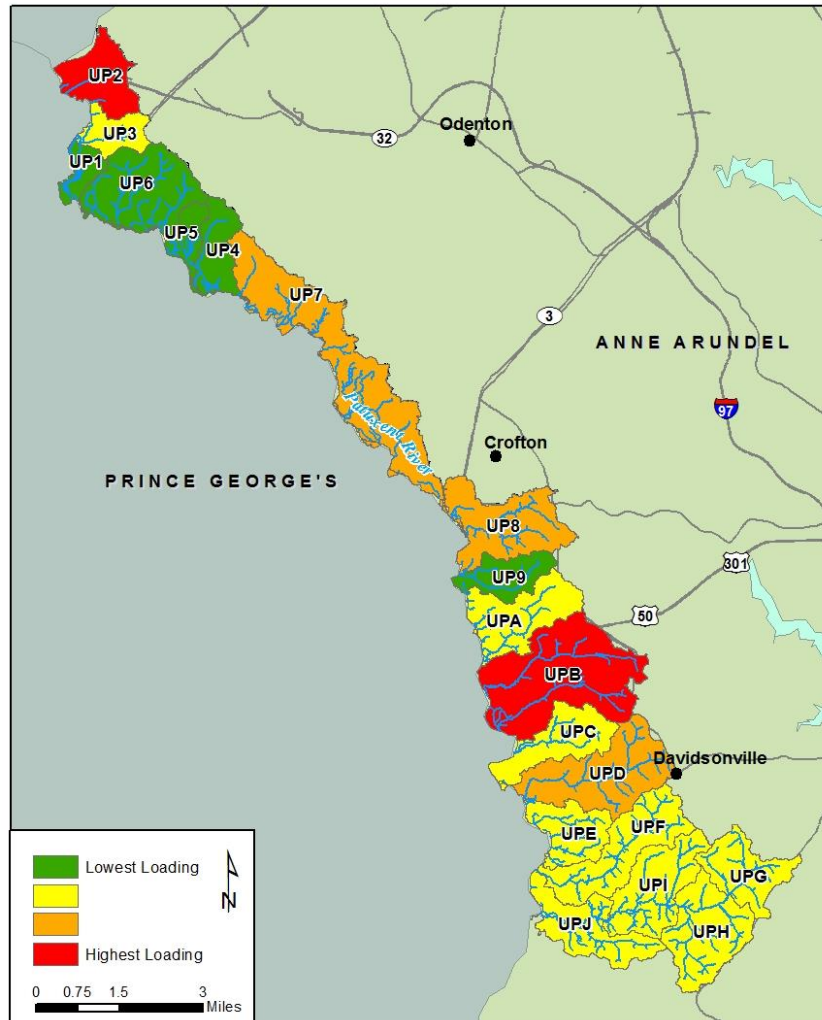 UP2
UP3
UP1
UP6
UP5
UP4
UP7
32
Odenton
3
ANNE ARUNDEL
97
Patuxent River
Crofton
PRINCE GEORGE'S
UP8
UP9
301
UPA
50
UPB
UPC
UPD
Davidsonville
UPE
UPF
UPG
UPI
UPJ
UPH
Lowest Loading
N
Highest Loading
0 0.75 1.5 3
Miles